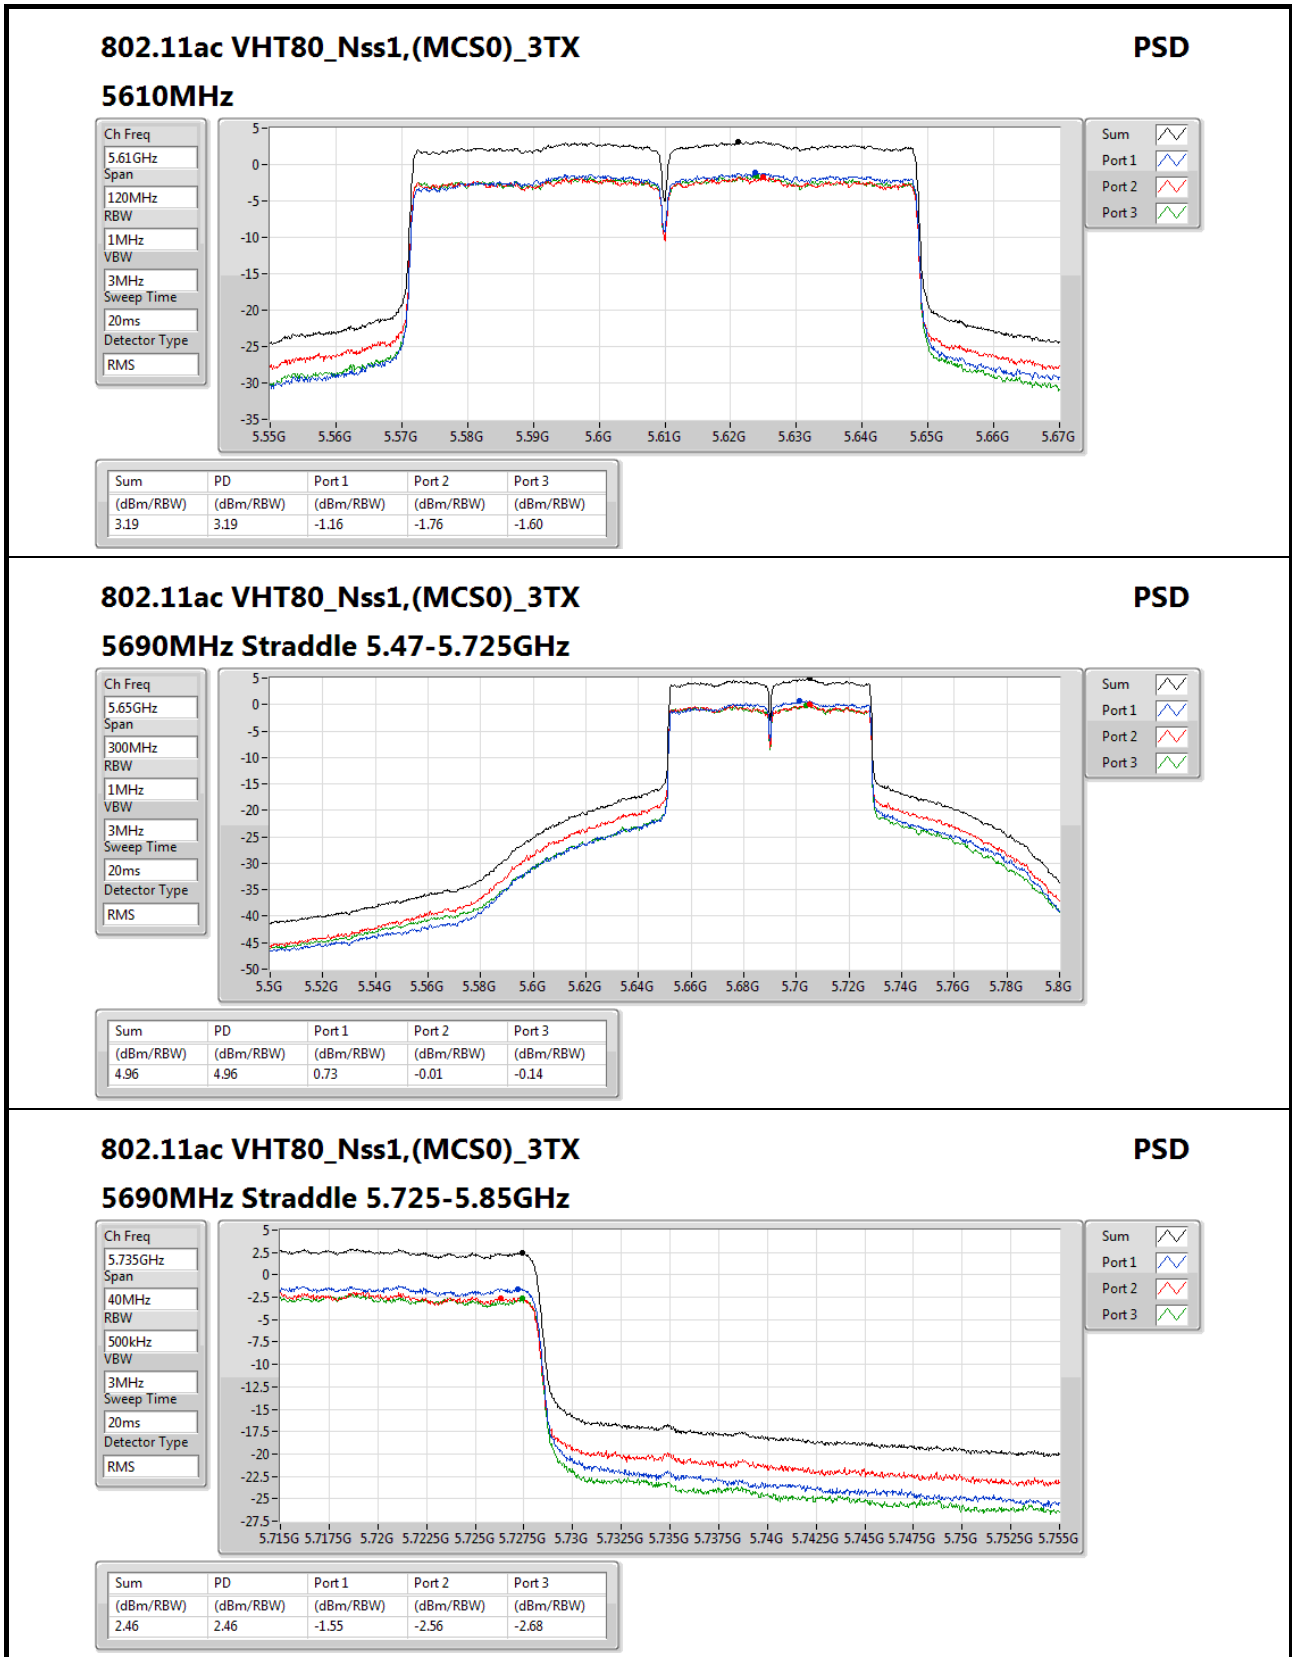 802.11ac VHT80_Nss1,(MCS0)_3TX PSD
5610MHz
Ch Freq
5.61GHz
Span
120MHz
RBW
1MHz
VBW
3MHz
Sweep Time
20ms
Detector Type
RMS
5
0
-5
-10
-15
-20
-25
-30
-35
5.55G 5.56G 5.57G 5.58G 5.59G 5.6G 5.61G 5.62G 5.63G 5.64G 5.65G 5.66G 5.67G
Sum
Port 1
Port 2
Port 3
Sum PD Port 1 Port 2 Port 3
(dBm/RBW) (dBm/RBW) (dBm/RBW) (dBm/RBW) (dBm/RBW)
3.19 3.19 -1.16 -1.76 -1.60
802.11ac VHT80_Nss1,(MCS0)_3TX PSD
5690MHz Straddle 5.47-5.725GHz
Ch Freq
5.65GHz
Span
300MHz
RBW
1MHz
VBW
3MHz
Sweep Time
20ms
Detector Type
RMS
5
0
-5
-10
-15
-20
-25
-30
-35
-40
-45
-50
5.5G 5.52G 5.54G 5.56G 5.58G 5.6G 5.62G 5.64G 5.66G 5.68G 5.7G 5.72G 5.74G 5.76G 5.78G 5.8G
Sum
Port 1
Port 2
Port 3
Sum PD Port 1 Port 2 Port 3
(dBm/RBW) (dBm/RBW) (dBm/RBW) (dBm/RBW) (dBm/RBW)
4.96 4.96 0.73 -0.01 -0.14
802.11ac VHT80_Nss1,(MCS0)_3TX PSD
5690MHz Straddle 5.725-5.85GHz
Ch Freq
5.735GHz
Span
40MHz
RBW
500kHz
VBW
3MHz
Sweep Time
20ms
Detector Type
RMS
5
2.5
0
-2.5
-5
-7.5
-10
-12.5
-15
-17.5
-20
-22.5
-25
-27.5
5.715G 5.7175G 5.72G 5.7225G 5.725G 5.7275G 5.73G 5.7325G 5.735G 5.7375G 5.74G 5.7425G 5.745G 5.7475G 5.75G 5.7525G 5.755G
Sum
Port 1
Port 2
Port 3
Sum PD Port 1 Port 2 Port 3
(dBm/RBW) (dBm/RBW) (dBm/RBW) (dBm/RBW) (dBm/RBW)
2.46 2.46 -1.55 -2.56 -2.68